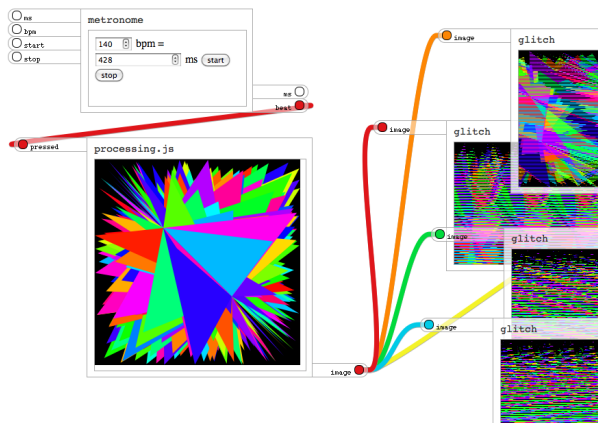 ms
bpm
start
stop
metronome
140 bpm =
428 ms start
stop
ms
beat
pressed
processing.js
image
image
glitch
image
glitch
image
glitch
image
glitch